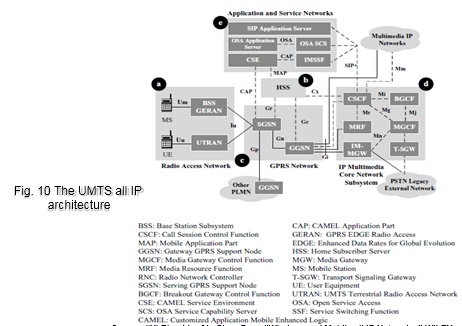 Application and Service Networks
e
SIP Application Server
OSA Application Server
OSA
OSA SCS
CSE
CAP
IMSSF
Multimedia IP Networks
SIP
Mm
MAP
b
HSS
CAP
Gr
Gc
Cx
a
Um
BSS GERAN
MS
Uu
UTRAN
UE
Iu
Radio Access Network
c
SGSN
Gn
GGSN
Gp
Gi
GPRS Network
Other PLMN
GGSN
d
CSCF
Mi
BGCF
Mr
Mg
Mj
MRF
MGCF
IM-MGW
T-SGW
IP Multimedia Core Network Subsystem
PSTN Legacy External Network
Fig. 10 The UMTS all IP architecture
BSS: Base Station Subsystem
CSCF: Call Session Control Function
MAP: Mobile Application Part
GGSN: Gateway GPRS Support Node
MGCF: Media Gateway Control Function
MRF: Media Resource Function
RNC: Radio Network Controller
SGSN: Serving GPRS Support Node
BGCF: Breakout Gateway Control Function
CSE: CAMEL Service Environment
SCS: OSA Service Capability Server
CAMEL: Customized Application Mobile Enhanced Logic
CAP: CAMEL Application Part
GERAN: GPRS EDGE Radio Access
EDGE: Enhanced Data Rates for Global Evolution
HSS: Home Subscriber Server
MGW: Media Gateway
MS: Mobile Station
T-SGW: Transport Signaling Gateway
UE: User Equipment
UTRAN: UMTS Terrestrial Radio Access Network
OSA: Open Service Access
SSF: Service Switching Function